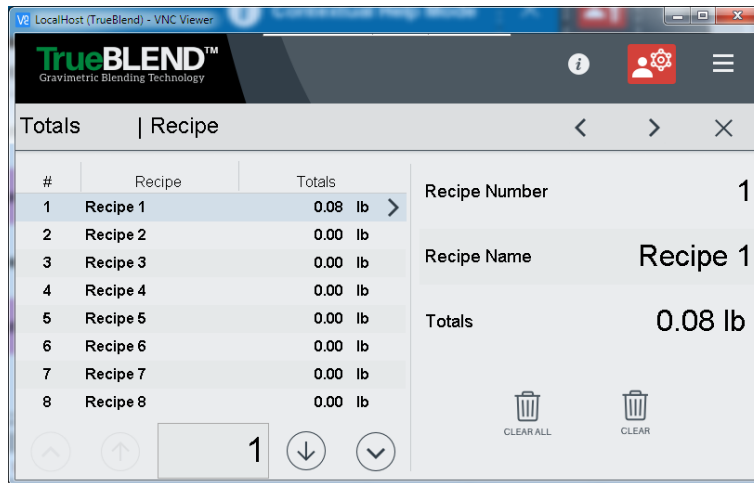 LocalHost (TrueBlend) - VNC Viewer
TrueBLEND™
Gravimetric Blending Technology
Totals | Recipe
# Recipe Totals
1 Recipe 1 0.08 lb
2 Recipe 2 0.00 lb
3 Recipe 3 0.00 lb
4 Recipe 4 0.00 lb
5 Recipe 5 0.00 lb
6 Recipe 6 0.00 lb
7 Recipe 7 0.00 lb
8 Recipe 8 0.00 lb
1
Recipe Number 1
Recipe Name Recipe 1
Totals 0.08 lb
CLEAR ALL CLEAR